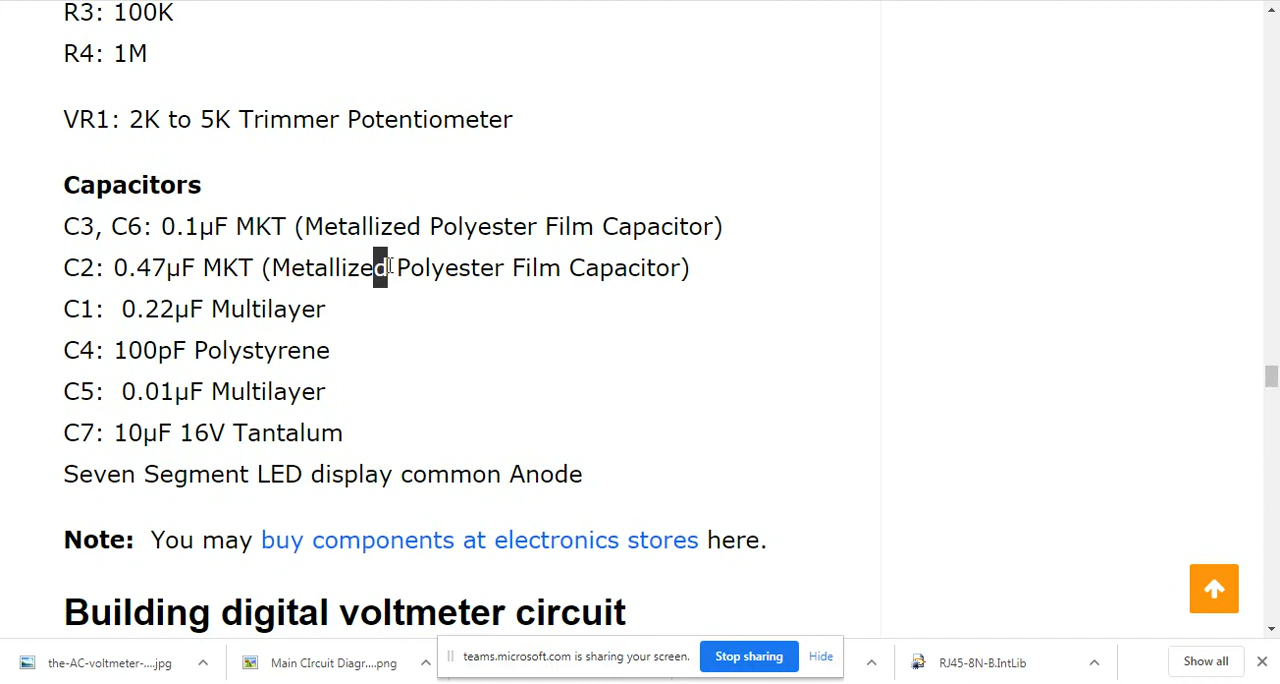 R3: 100K
R4: 1M
VR1: 2K to 5K Trimmer Potentiometer
Capacitors
C3, C6: 0.1µF MKT (Metallized Polyester Film Capacitor)
C2: 0.47µF MKT (Metallized Polyester Film Capacitor)
C1: 0.22µF Multilayer
C4: 100pF Polystyrene
C5: 0.01µF Multilayer
C7: 10µF 16V Tantalum
Seven Segment LED display common Anode
Note: You may buy components at electronics stores here.
Building digital voltmeter circuit
teams.microsoft.com is sharing your screen. Stop sharing Hide
the-AC-voltmeter-....jpg Main CIrcuit Diagr....png RJ45-8N-B.IntLib Show all